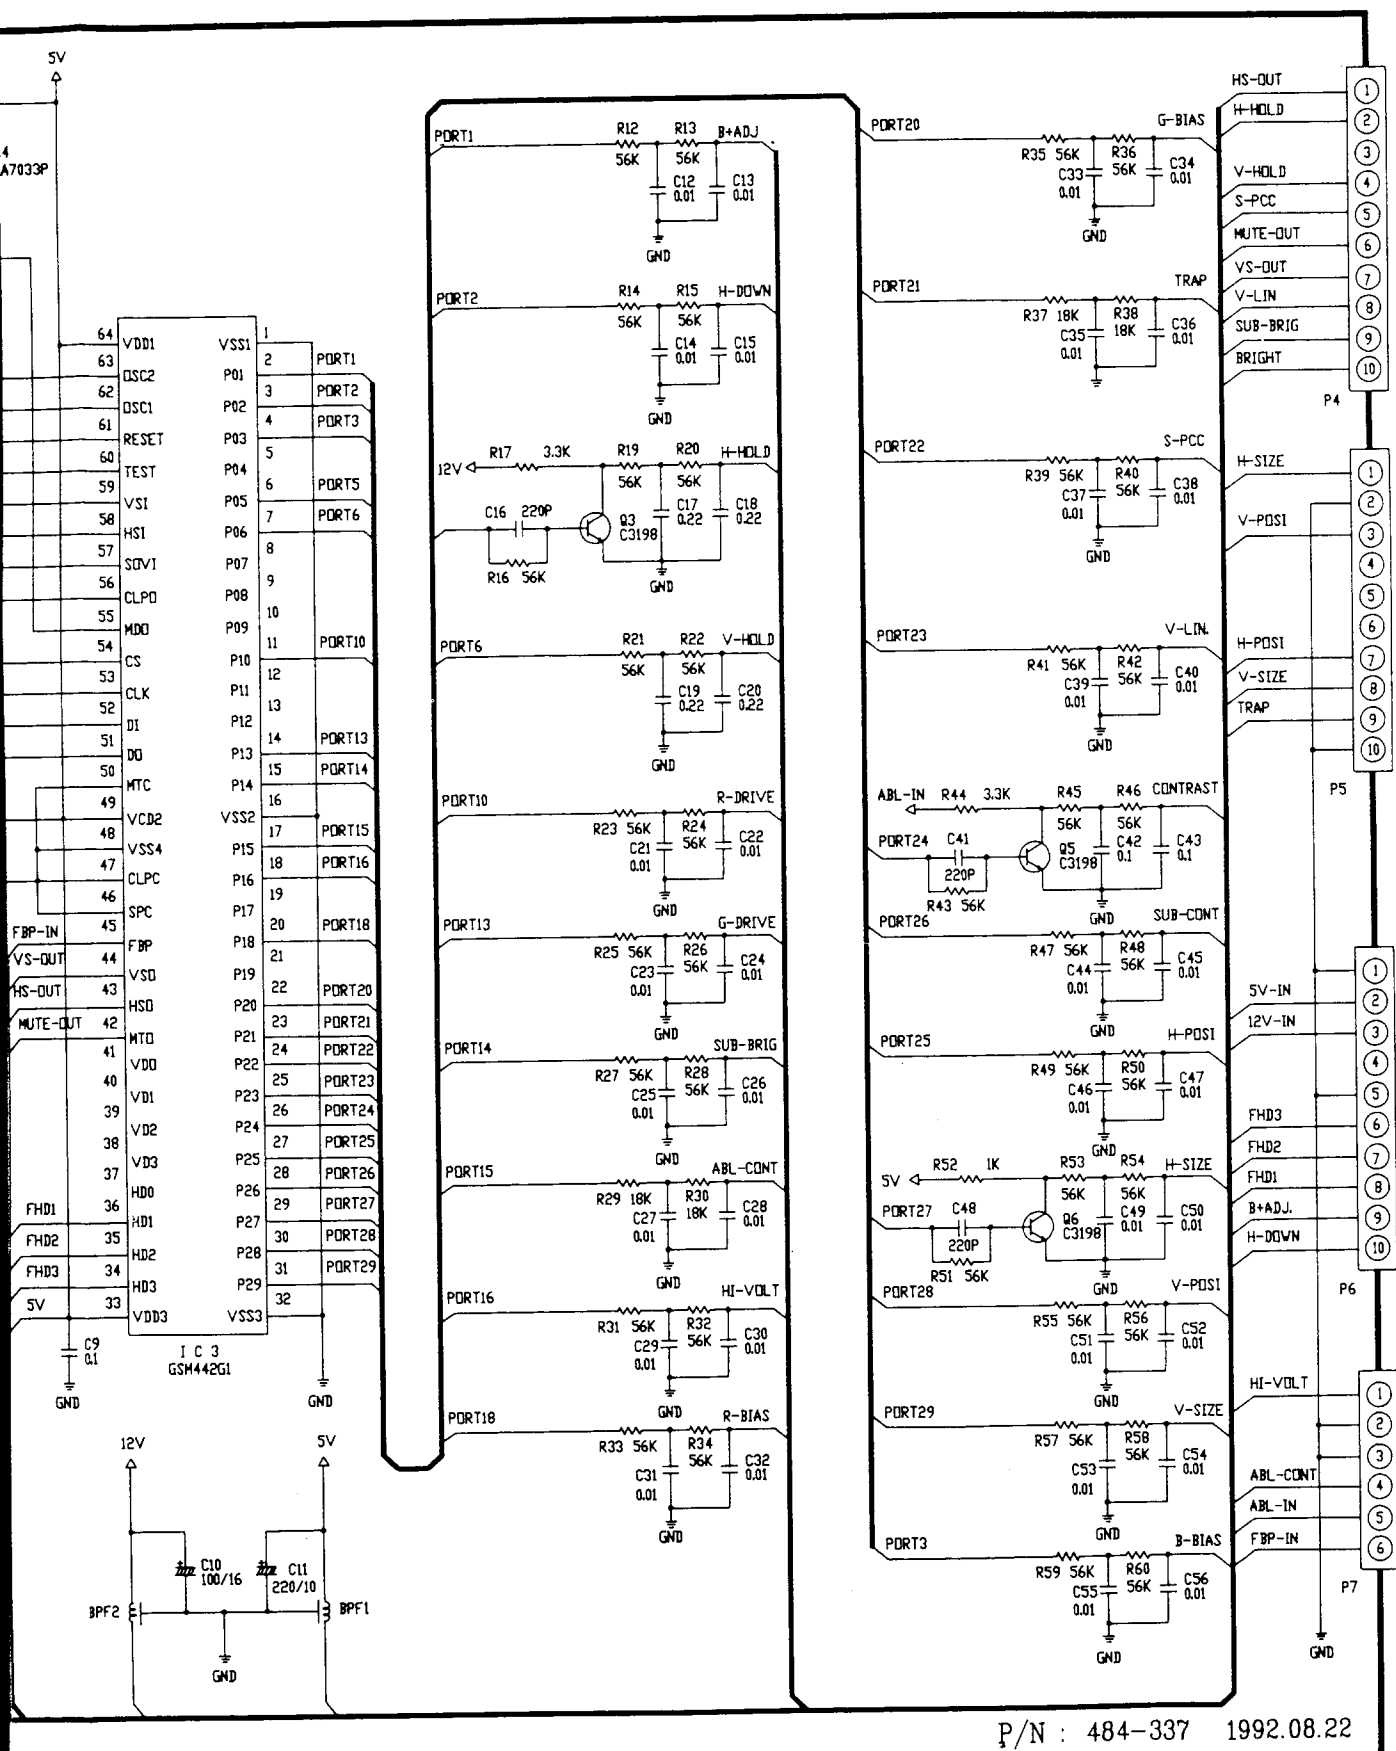 5V
4
A7033P
64 VDD1 VSS1 1
63 OSC2 P01 2 PORT1
62 OSC1 P02 3 PORT2
61 RESET P03 4 PORT3
60 TEST P04 5
59 VSI P05 6 PORT5
58 HSI P06 7 PORT6
57 SOVI P07 8
56 CLPO P08 9
55 MDO P09 10
54 CS P10 11 PORT10
53 CLK P11 12
52 DI P12 13
51 DO P13 14 PORT13
50 MTC P14 15 PORT14
49 VCD2 VSS2 16
48 VSS4 P15 17 PORT15
47 CLPC P16 18 PORT16
46 SPC P17 19
FBP-IN 45 FBP P18 20 PORT18
VS-OUT 44 VSO P19 21
HS-OUT 43 HSO P20 22 PORT20
MUTE-OUT 42 MTO P21 23 PORT21
41 VDO P22 24 PORT22
40 VD1 P23 25 PORT23
39 VD2 P24 26 PORT24
38 VD3 P25 27 PORT25
37 HDO P26 28 PORT26
FHD1 36 HD1 P27 29 PORT27
FHD2 35 HD2 P28 30 PORT28
FHD3 34 HD3 P29 31 PORT29
5V 33 VDD3 VSS3 32
C9
0.1
GND
I C 3
GSM442G1
GND
12V 5V
C10
100/16
C11
220/10
BPF2 BPF1
GND
PORT1 R12 R13 B+ADJ
56K 56K
C12 C13
0.01 0.01
GND
PORT2 R14 R15 H-DOWN
56K 56K
C14 C15
0.01 0.01
GND
12V R17 3.3K R19 R20 H-HOLD
56K 56K
C16 220P Q3 C17 C18
C3198 0.22 0.22
R16 56K
GND
PORT6 R21 R22 V-HOLD
56K 56K
C19 C20
0.22 0.22
GND
PORT10 R-DRIVE
R23 56K R24
56K
C21 C22
0.01 0.01
GND
PORT13 G-DRIVE
R25 56K R26
56K
C23 C24
0.01 0.01
GND
PORT14 SUB-BRIG
R27 56K R28
56K
C25 C26
0.01 0.01
GND
PORT15 ABL-CONT
R29 18K R30
18K
C27 C28
0.01 0.01
GND
PORT16 HI-VOLT
R31 56K R32
56K
C29 C30
0.01 0.01
GND
PORT18 R-BIAS
R33 56K R34
56K
C31 C32
0.01 0.01
GND
PORT20 G-BIAS
R35 56K R36
56K
C33 C34
0.01 0.01
GND
PORT21 TRAP
R37 18K R38
18K
C35 C36
0.01 0.01
PORT22 S-PCC
R39 56K R40
56K
C37 C38
0.01 0.01
GND
PORT23 V-LIN.
R41 56K R42
56K
C39 C40
0.01 0.01
GND
ABL-IN R44 3.3K R45 R46 CONTRAST
56K 56K
PORT24 C41 Q5 C42 C43
220P C3198 0.1 0.1
R43 56K
GND
PORT26 SUB-CONT
R47 56K R48
56K
C44 C45
0.01 0.01
GND
PORT25 H-POSI
R49 56K R50
56K
C46 C47
0.01 0.01
GND
5V R52 1K R53 R54 H-SIZE
56K 56K
PORT27 C48 Q6 C49 C50
220P C3198 0.01 0.01
R51 56K
GND
PORT28 V-POSI
R55 56K R56
56K
C51 C52
0.01 0.01
GND
PORT29 V-SIZE
R57 56K R58
56K
C53 C54
0.01 0.01
GND
PORT3 B-BIAS
R59 56K R60
56K
C55 C56
0.01 0.01
GND
HS-OUT 1
H-HOLD 2
3
V-HOLD 4
S-PCC 5
MUTE-OUT 6
VS-OUT 7
V-LIN 8
SUB-BRIG 9
BRIGHT 10
P4
H-SIZE 1
2
V-POSI 3
4
5
6
H-POSI 7
V-SIZE 8
TRAP 9
10
P5
1
5V-IN 2
12V-IN 3
4
5
FHD3 6
FHD2 7
FHD1 8
B+ADJ. 9
H-DOWN 10
P6
HI-VOLT 1
2
3
ABL-CONT 4
ABL-IN 5
FBP-IN 6
P7
GND
P/N : 484-337 1992.08.22